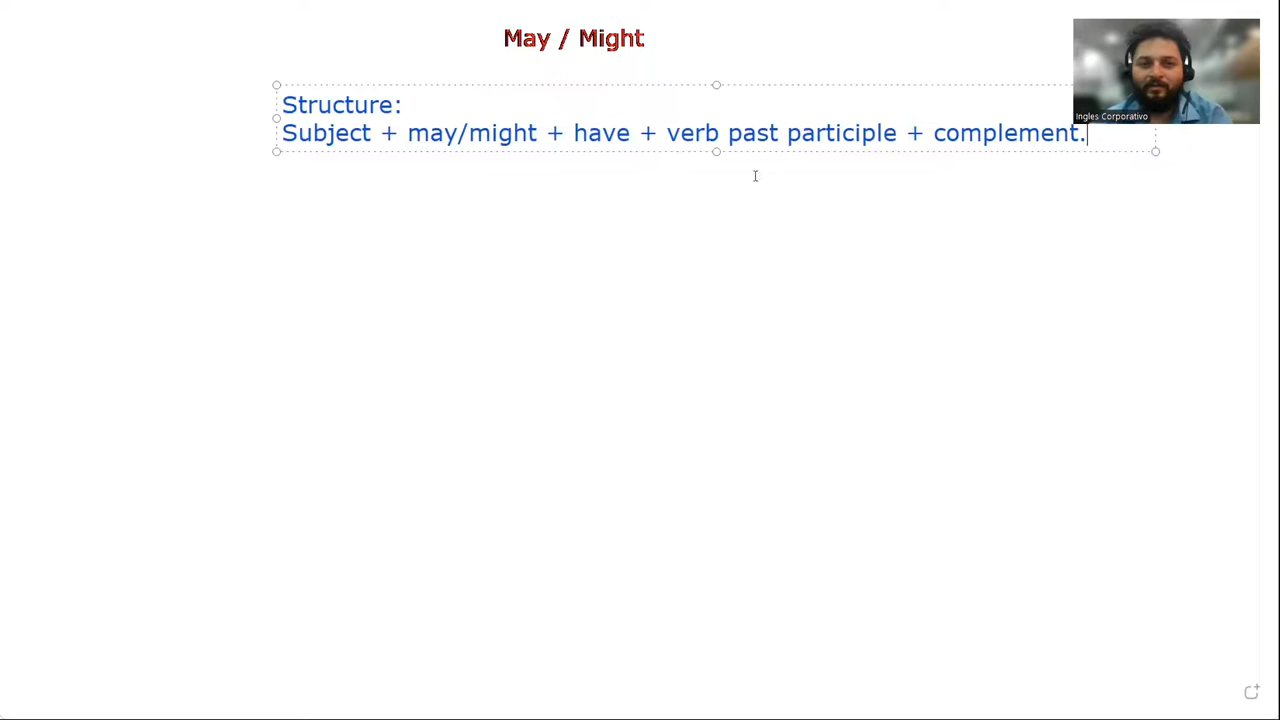 May / Might
Structure:
Subject + may/might + have + verb past participle + complement.
Ingles Corporativo